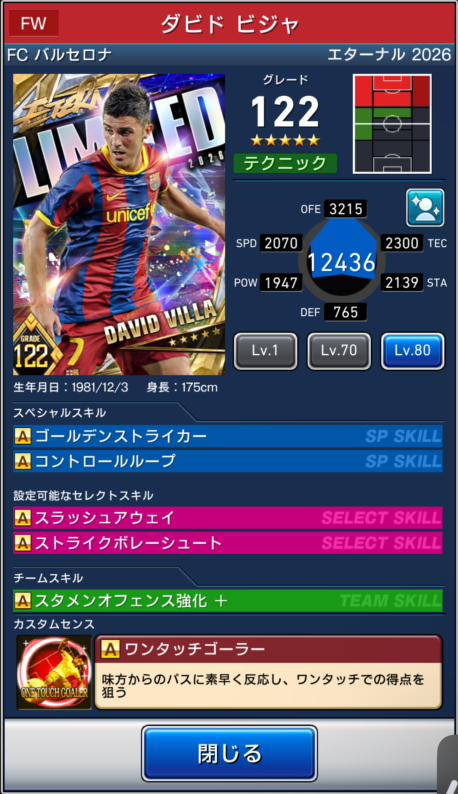 FW
ダビド ビジャ
FC バルセロナ
エターナル 2026
ETERNAL
LIMITED
2026
unicef
DAVID VILLA
GRADE
122
7
グレード
122
★★★★★
テクニック
OFE 3215
SPD 2070
2300 TEC
12436
POW 1947
2139 STA
DEF 765
Lv.1
Lv.70
Lv.80
生年月日：1981/12/3 身長：175cm
スペシャルスキル
A ゴールデンストライカー SP SKILL
A コントロールループ SP SKILL
設定可能なセレクトスキル
A スラッシュアウェイ SELECT SKILL
A ストライクボレーシュート SELECT SKILL
チームスキル
A スタメンオフェンス強化 ＋ TEAM SKILL
カスタムセンス
ONE TOUCH GOALER
A ワンタッチゴーラー
味方からのパスに素早く反応し、ワンタッチでの得点を
狙う
閉じる